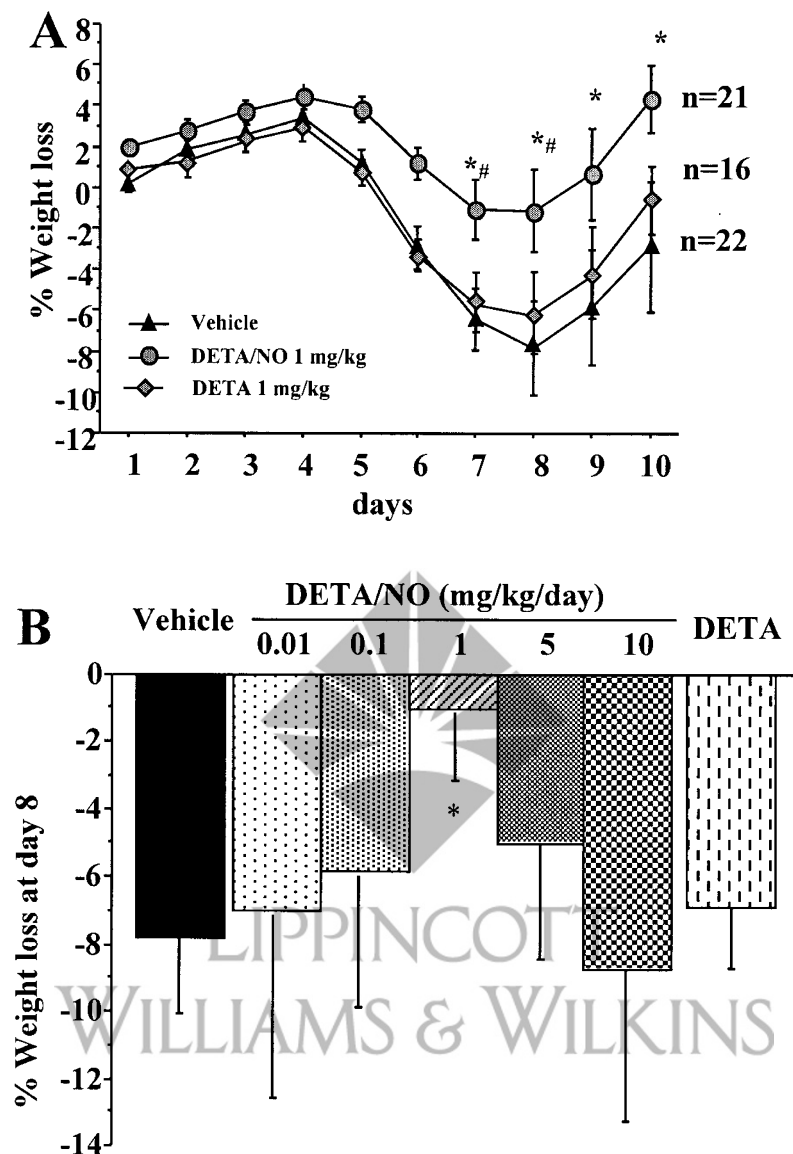 A
8
6
4
2
0
-2
-4
-6
-8
-10
-12
% Weight loss
*#
*#
*
*
n=21
n=16
n=22
Vehicle
DETA/NO 1 mg/kg
DETA 1 mg/kg
1 2 3 4 5 6 7 8 9 10
days
B
DETA/NO (mg/kg/day)
Vehicle
DETA
0.01 0.1 1 5 10
0
-2
-4
-6
-8
-10
-12
-14
% Weight loss at day 8
*
LIPPINCOTT
WILLIAMS & WILKINS